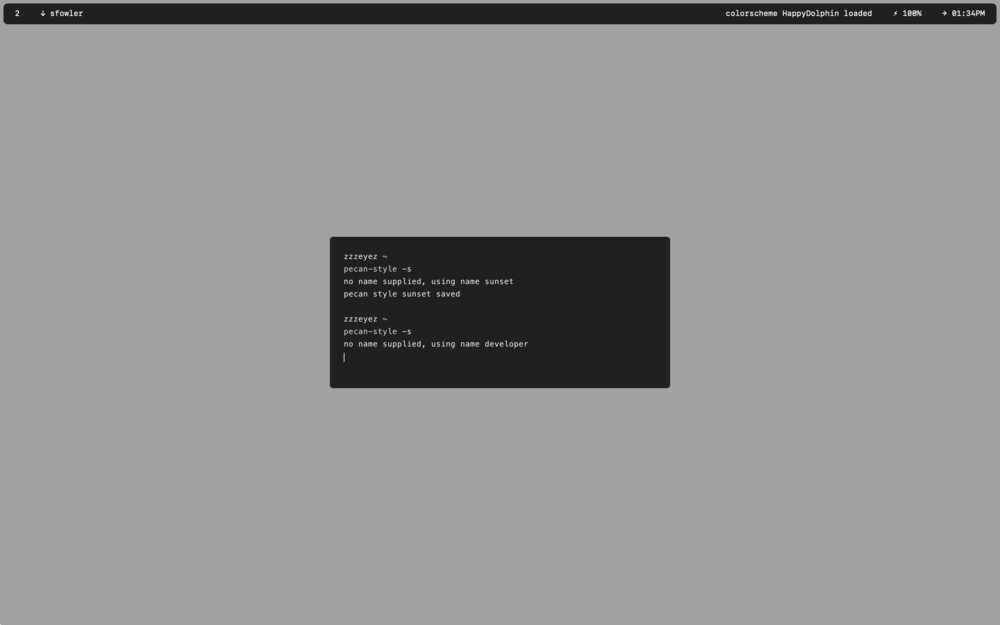 2 ↓ sfowler colorscheme HappyDolphin loaded ⚡ 100% → 01:34PM
zzzeyez ~
pecan-style -s
no name supplied, using name sunset
pecan style sunset saved
zzzeyez ~
pecan-style -s
no name supplied, using name developer